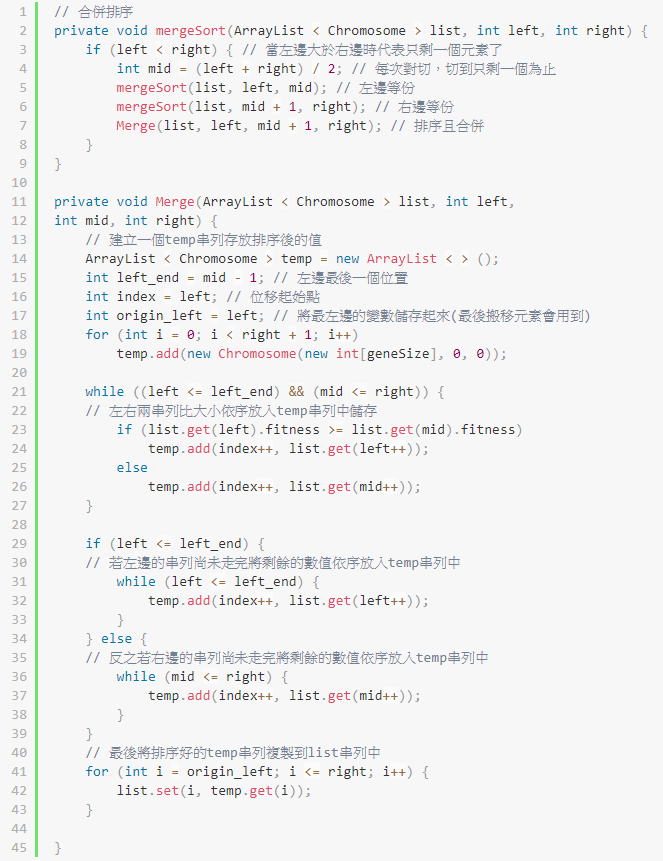 1 // 合併排序
2 private void mergeSort(ArrayList < Chromosome > list, int left, int right) {
3     if (left < right) { // 當左邊大於右邊時代表只剩一個元素了
4         int mid = (left + right) / 2; // 每次對切，切到只剩一個為止
5         mergeSort(list, left, mid); // 左邊等份
6         mergeSort(list, mid + 1, right); // 右邊等份
7         Merge(list, left, mid + 1, right); // 排序且合併
8     }
9 }
10
11 private void Merge(ArrayList < Chromosome > list, int left,
12 int mid, int right) {
13     // 建立一個temp串列存放排序後的值
14     ArrayList < Chromosome > temp = new ArrayList < > ();
15     int left_end = mid - 1; // 左邊最後一個位置
16     int index = left; // 位移起始點
17     int origin_left = left; // 將最左邊的變數儲存起來(最後搬移元素會用到)
18     for (int i = 0; i < right + 1; i++)
19         temp.add(new Chromosome(new int[geneSize], 0, 0));
20
21     while ((left <= left_end) && (mid <= right)) {
22     // 左右兩串列比大小依序放入temp串列中儲存
23         if (list.get(left).fitness >= list.get(mid).fitness)
24             temp.add(index++, list.get(left++));
25         else
26             temp.add(index++, list.get(mid++));
27     }
28
29     if (left <= left_end) {
30     // 若左邊的串列尚未走完將剩餘的數值依序放入temp串列中
31         while (left <= left_end) {
32             temp.add(index++, list.get(left++));
33         }
34     } else {
35     // 反之若右邊的串列尚未走完將剩餘的數值依序放入temp串列中
36         while (mid <= right) {
37             temp.add(index++, list.get(mid++));
38         }
39     }
40     // 最後將排序好的temp串列複製到list串列中
41     for (int i = origin_left; i <= right; i++) {
42         list.set(i, temp.get(i));
43     }
44
45 }